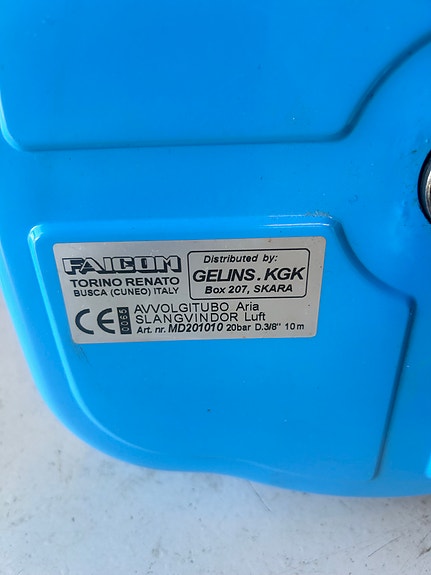 FAICOM
TORINO RENATO
BUSCA (CUNEO) ITALY
Distributed by:
GELINS.KGK
Box 207, SKARA
CE 0065
AVVOLGITUBO Aria
SLANGVINDOR Luft
Art. nr. MD201010 20bar D.3/8" 10m